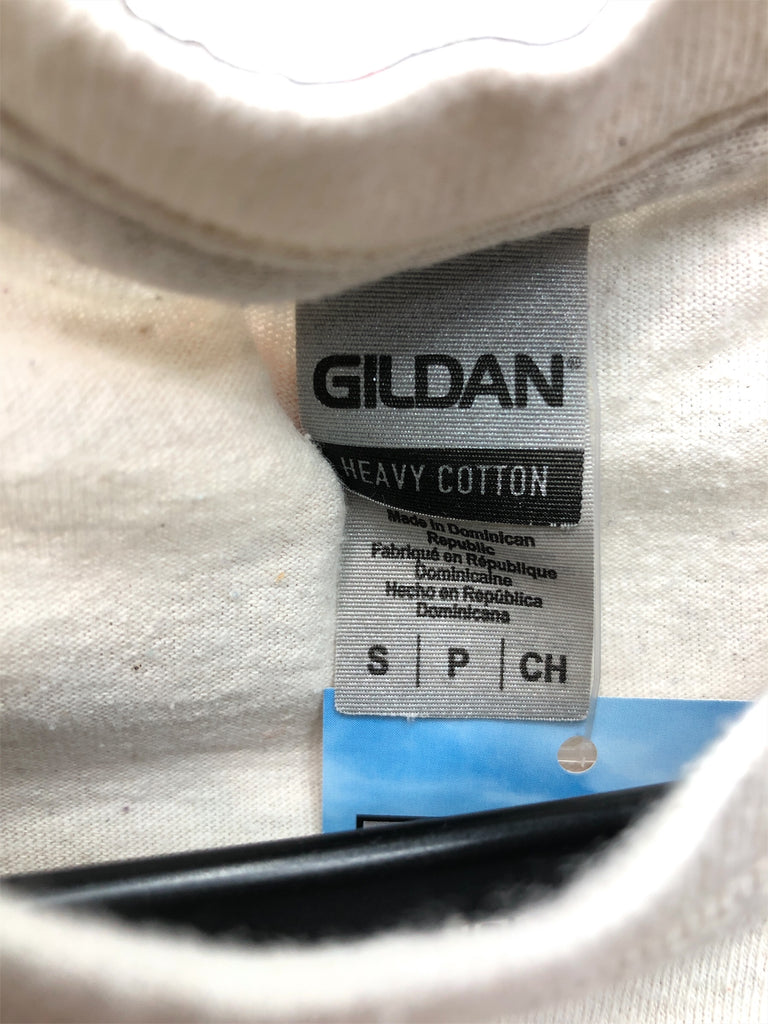 GILDAN®
HEAVY COTTON
Made in Dominican
Republic
Fabriqué en République
Dominicaine
Hecho en República
Dominicana
S | P | CH